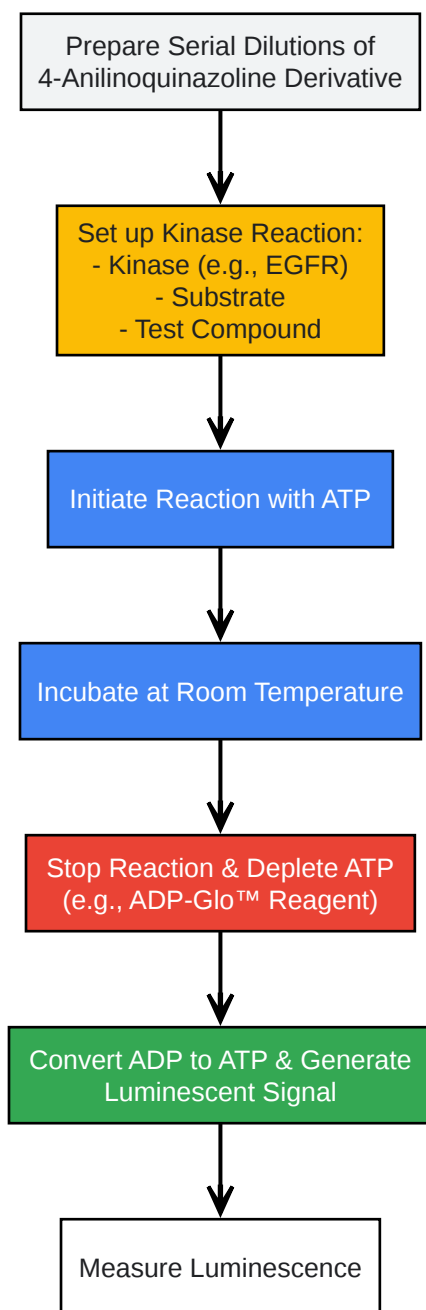 Prepare Serial Dilutions of
4-Anilinoquinazoline Derivative
Set up Kinase Reaction:
- Kinase (e.g., EGFR)
- Substrate
- Test Compound
Initiate Reaction with ATP
Incubate at Room Temperature
Stop Reaction & Deplete ATP
(e.g., ADP-Glo™ Reagent)
Convert ADP to ATP & Generate
Luminescent Signal
Measure Luminescence